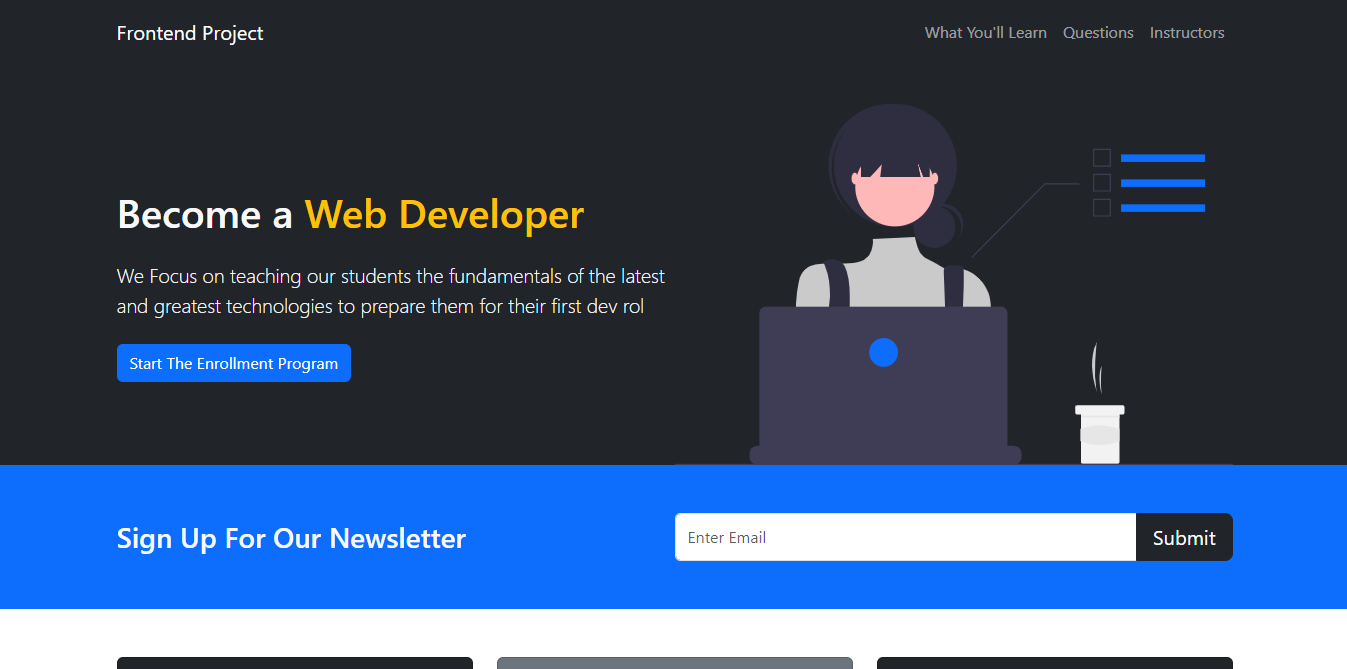 Frontend Project
What You'll Learn
Questions
Instructors
Become a Web Developer
We Focus on teaching our students the fundamentals of the latest
and greatest technologies to prepare them for their first dev rol
Start The Enrollment Program
Sign Up For Our Newsletter
Enter Email
Submit